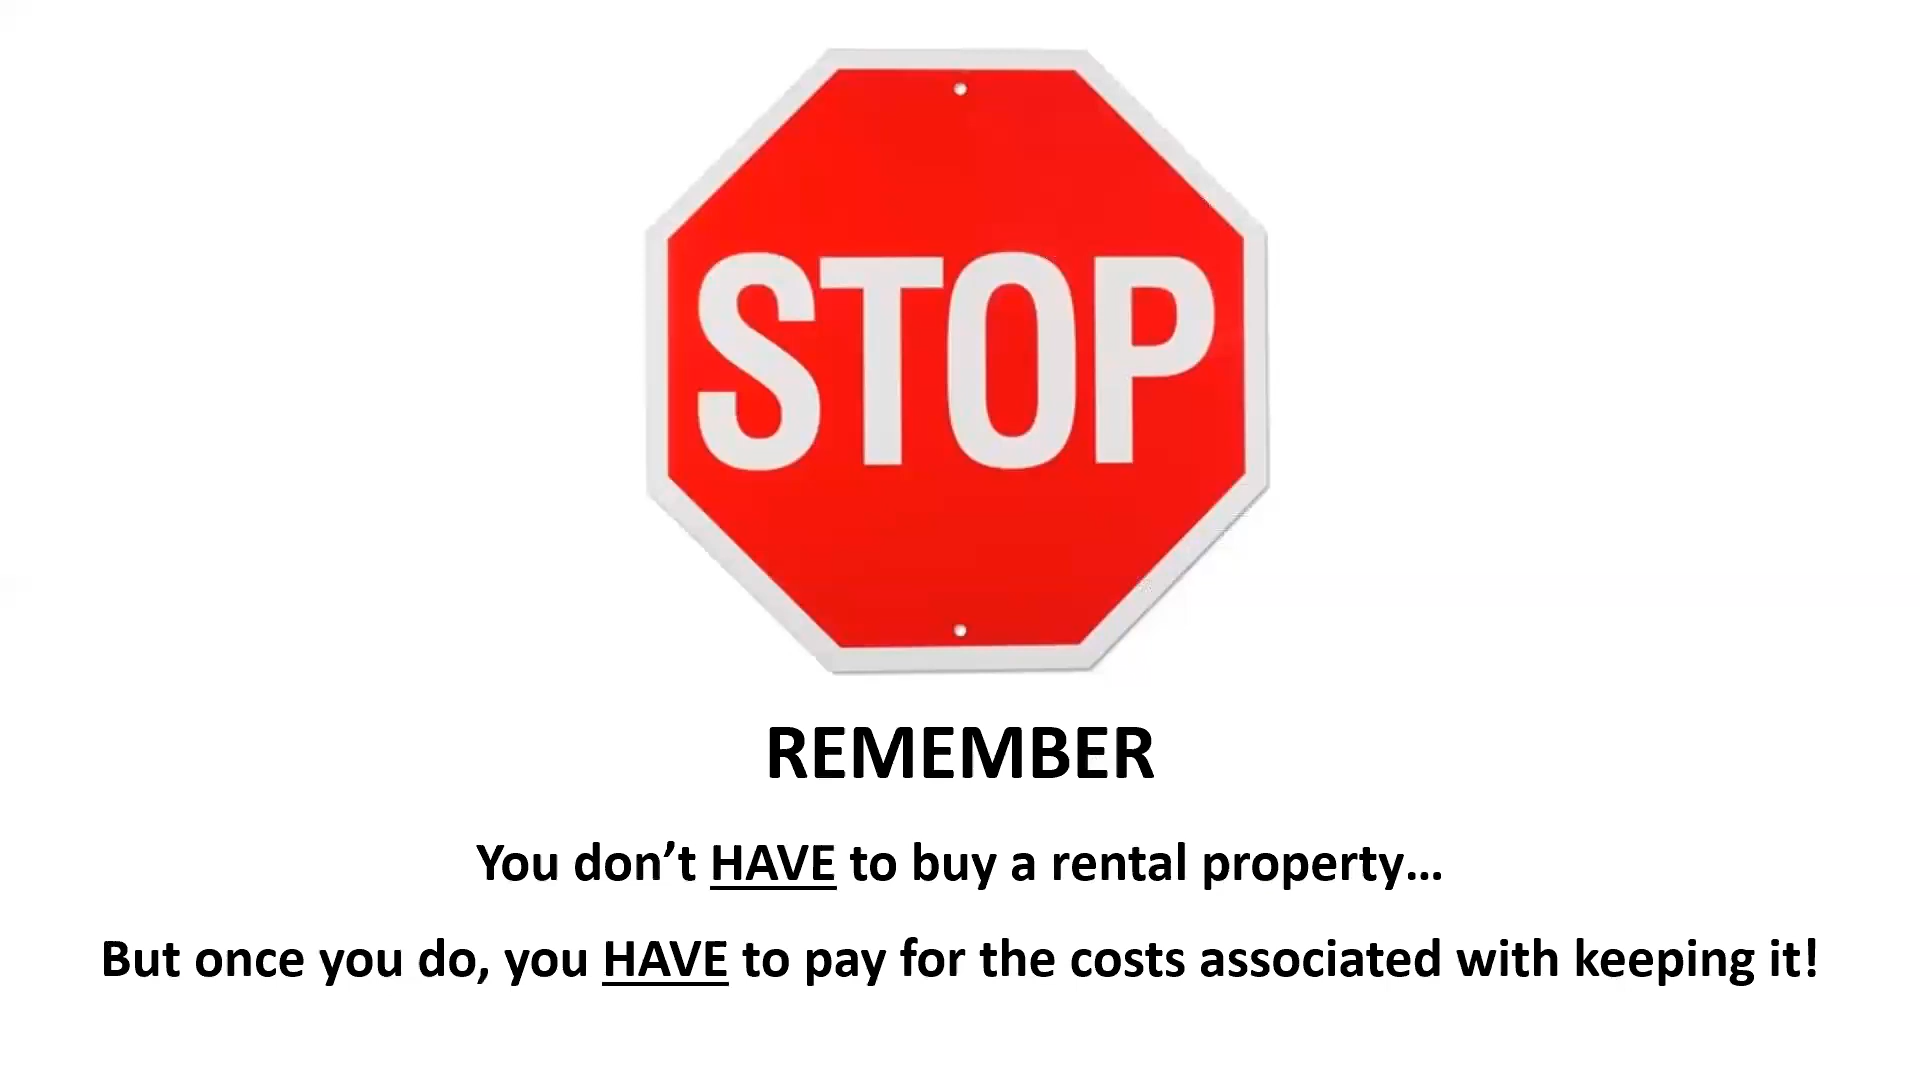 STOP
REMEMBER
You don’t HAVE to buy a rental property…
But once you do, you HAVE to pay for the costs associated with keeping it!